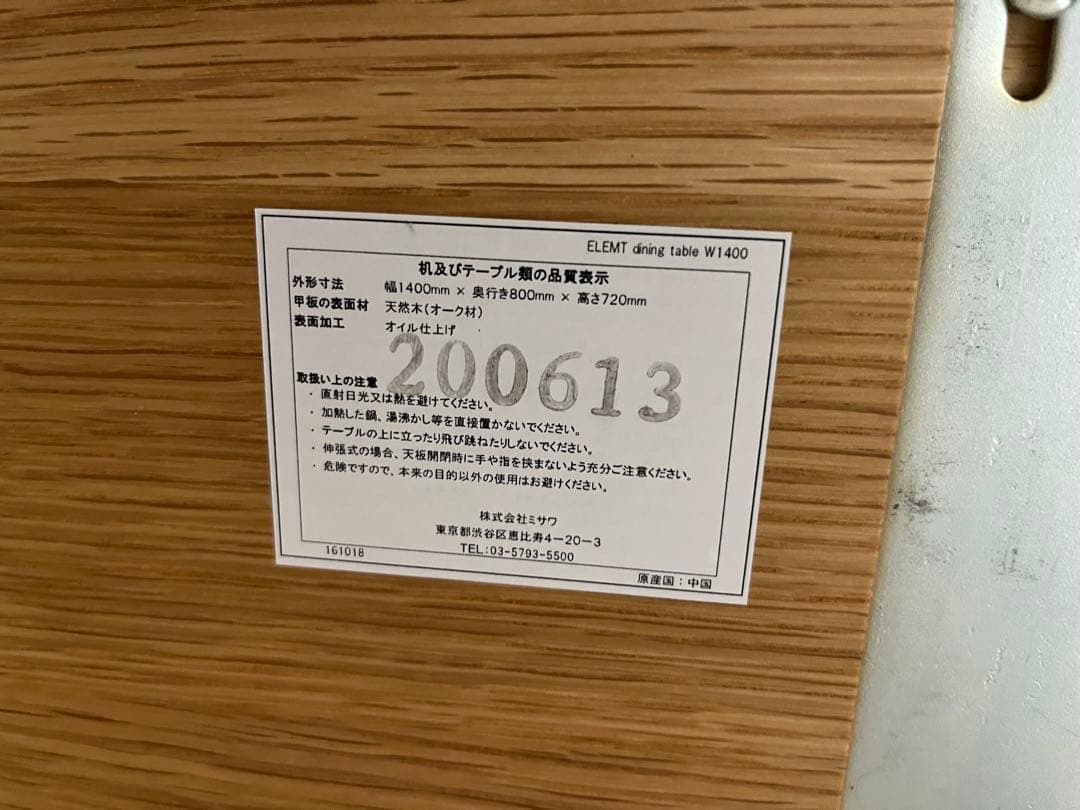 ELEMT dining table W1400
机及びテーブル類の品質表示
外形寸法 幅1400mm × 奥行き800mm × 高さ720mm
甲板の表面材 天然木(オーク材)
表面加工 オイル仕上げ
200613
取扱い上の注意
・ 直射日光又は熱を避けてください。
・ 加熱した鍋、湯沸かし等を直接置かないでください。
・ テーブルの上に立ったり飛び跳ねたりしないでください。
・ 伸張式の場合、天板開閉時に手や指を挟まないよう充分ご注意ください。
・ 危険ですので、本来の目的以外の使用はお避けください。
株式会社ミサワ
東京都渋谷区恵比寿4-20-3
TEL:03-5793-5500
161018
原産国:中国